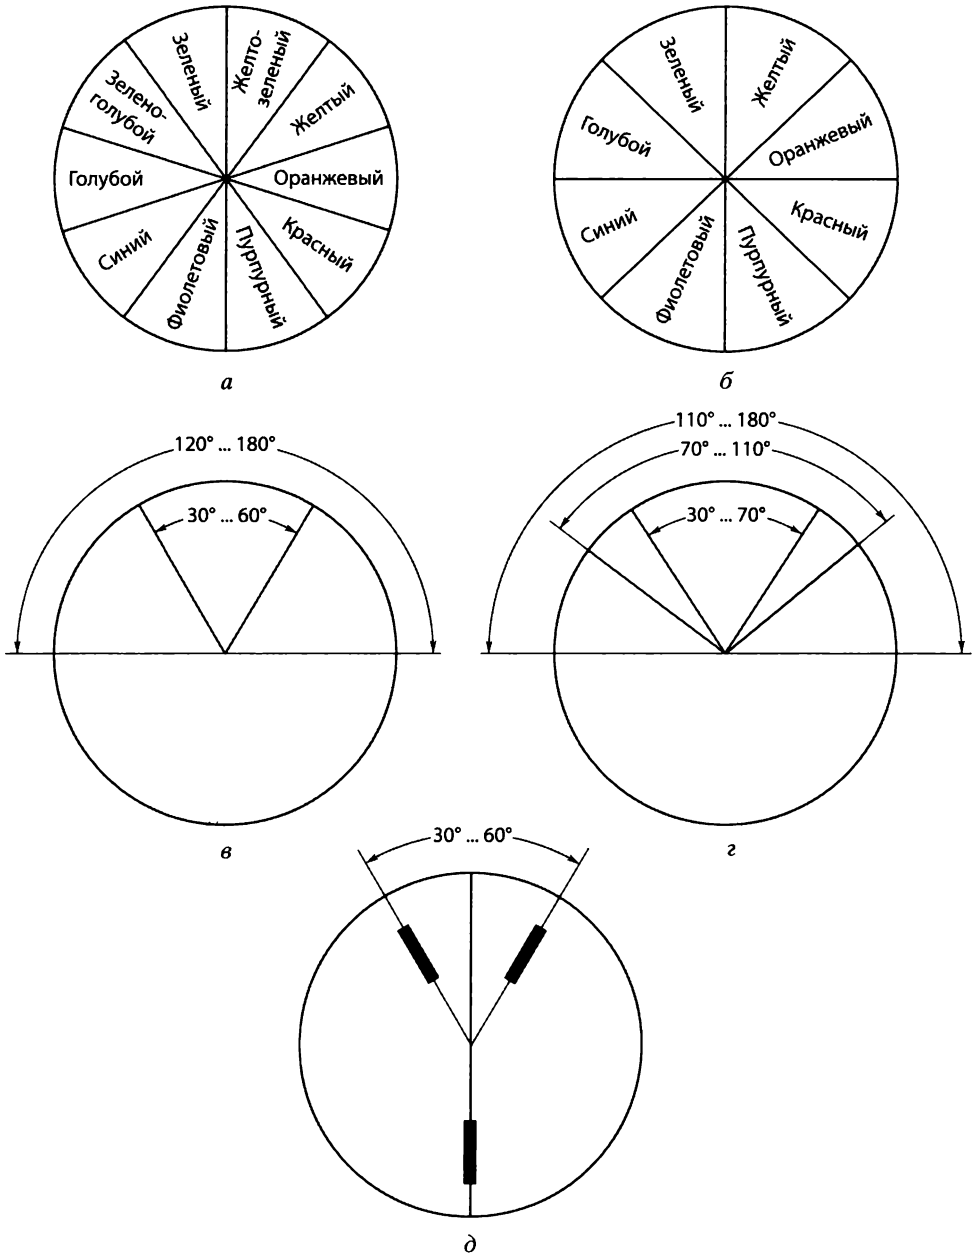 Зеленый
Желто-
зеленый
Зелено-
голубой
Желтый
Голубой
Оранжевый
Синий
Красный
Фиолетовый
Пурпурный
а
Зеленый
Желтый
Голубой
Оранжевый
Синий
Красный
Фиолетовый
Пурпурный
б
120° ... 180°
30° ... 60°
в
110° ... 180°
70° ... 110°
30° ... 70°
г
30° ... 60°
д